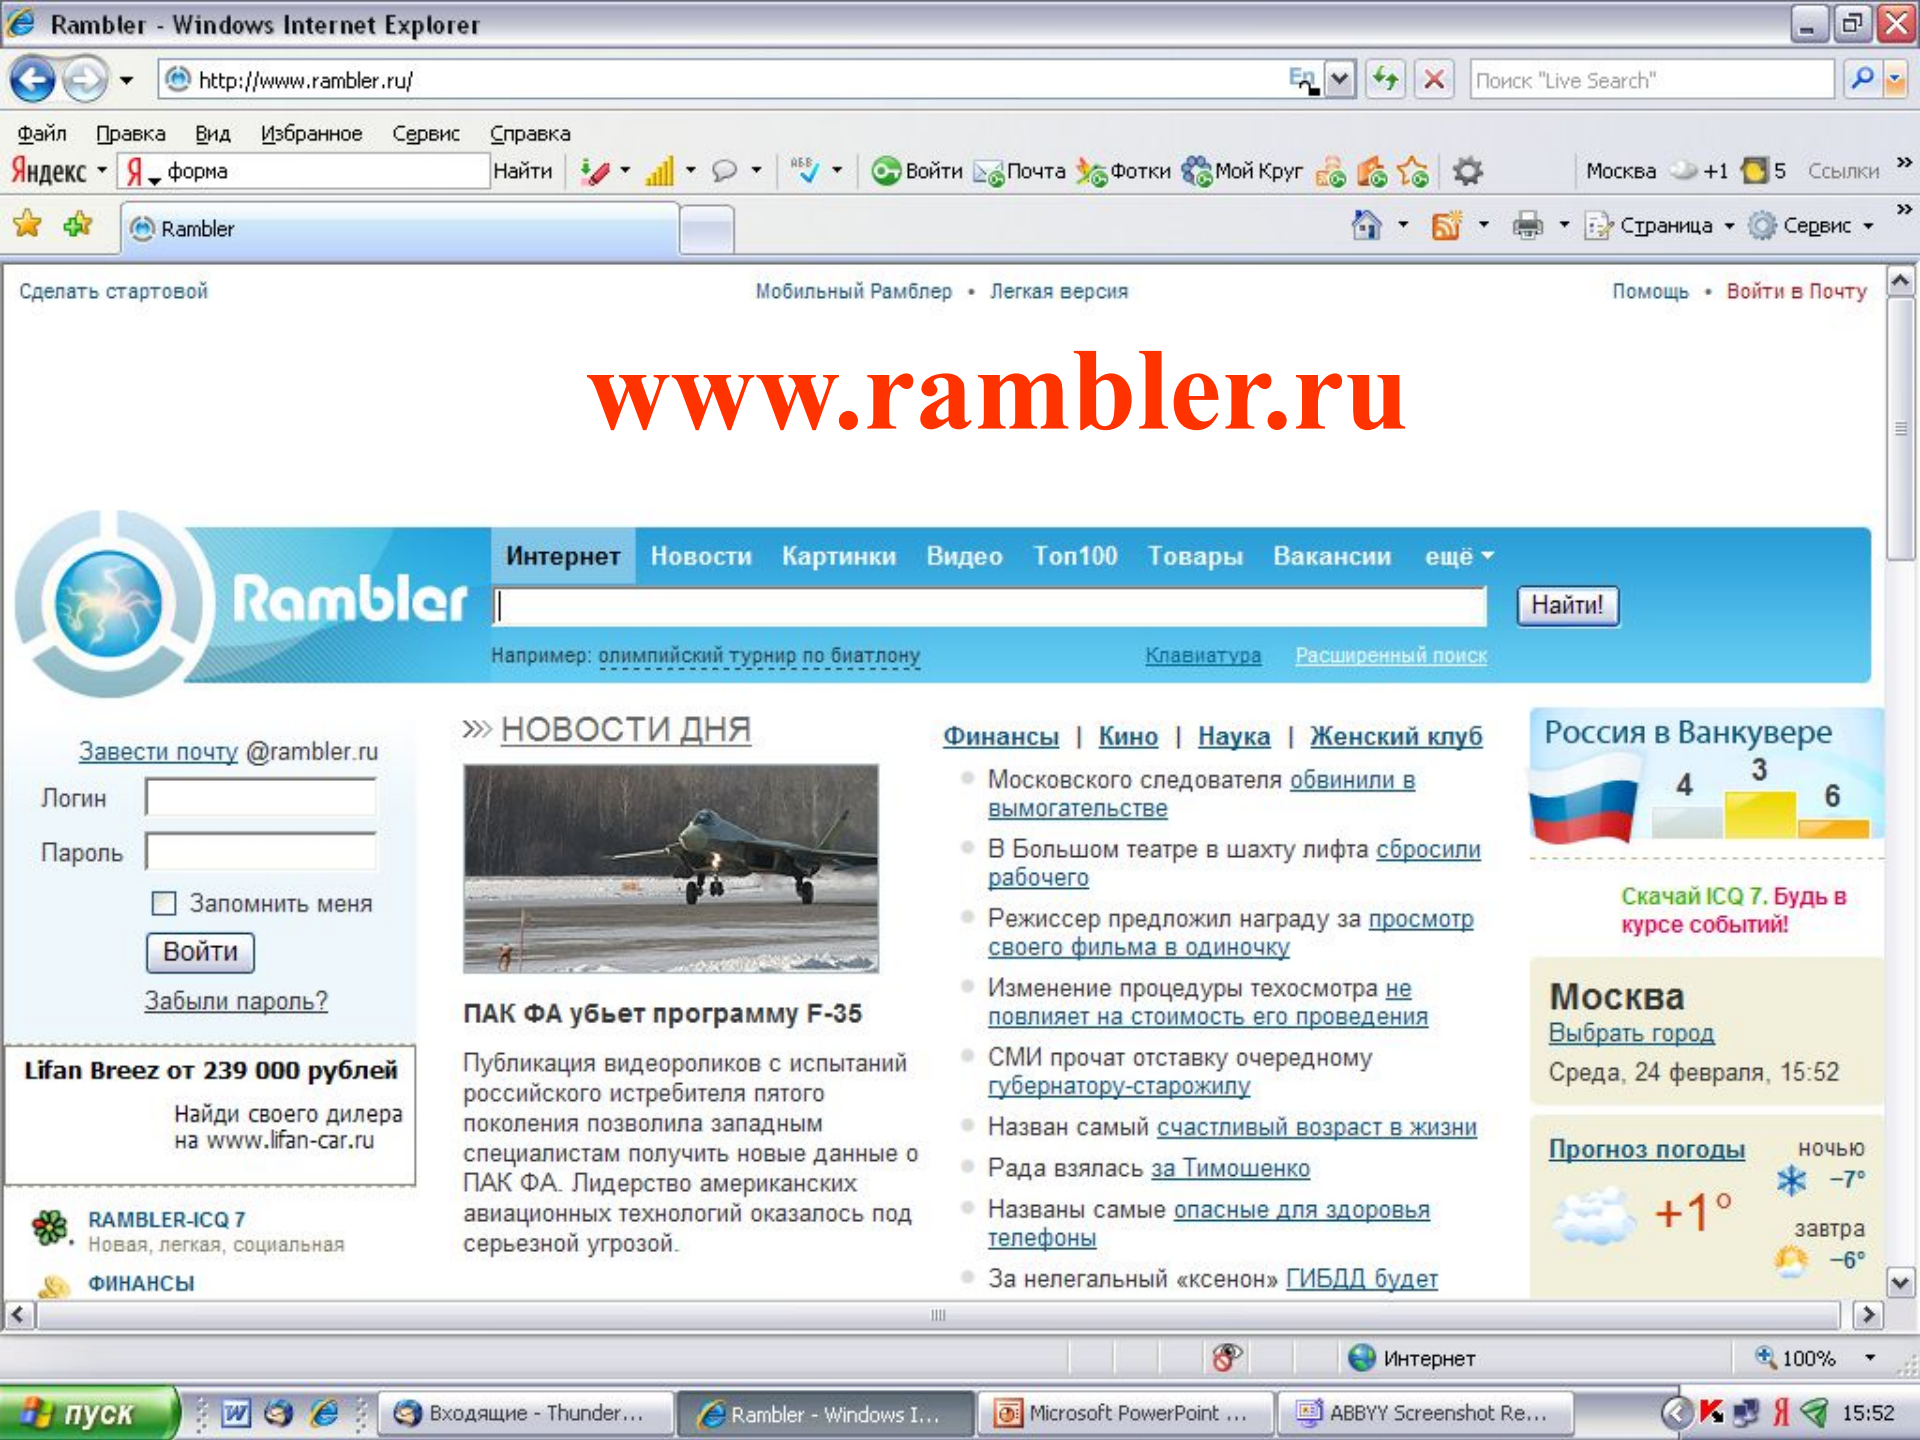 Rambler - Windows Internet Explorer
http://www.rambler.ru/
En
Поиск "Live Search"
Файл Правка Вид Избранное Сервис Справка
Яндекс Я форма Найти АБВ Войти Почта Фотки Мой Круг Москва +1 5 Ссылки »
Rambler Страница Сервис »
Сделать стартовой Мобильный Рамблер • Легкая версия Помощь • Войти в Почту
www.rambler.ru
Rambler
Интернет Новости Картинки Видео Топ100 Товары Вакансии ещё
Найти!
Например: олимпийский турнир по биатлону Клавиатура Расширенный поиск
Завести почту @rambler.ru
Логин
Пароль
Запомнить меня
Войти
Забыли пароль?
Lifan Breez от 239 000 рублей
Найди своего дилера
на www.lifan-car.ru
RAMBLER-ICQ 7
Новая, легкая, социальная
ФИНАНСЫ
НОВОСТИ ДНЯ
ПАК ФА убьет программу F-35
Публикация видеороликов с испытаний
российского истребителя пятого
поколения позволила западным
специалистам получить новые данные о
ПАК ФА. Лидерство американских
авиационных технологий оказалось под
серьезной угрозой.
Финансы | Кино | Наука | Женский клуб
Московского следователя обвинили в
вымогательстве
В Большом театре в шахту лифта сбросили
рабочего
Режиссер предложил награду за просмотр
своего фильма в одиночку
Изменение процедуры техосмотра не
повлияет на стоимость его проведения
СМИ прочат отставку очередному
губернатору-старожилу
Назван самый счастливый возраст в жизни
Рада взялась за Тимошенко
Названы самые опасные для здоровья
телефоны
За нелегальный «ксенон» ГИБДД будет
Россия в Ванкувере
4 3 6
Скачай ICQ 7. Будь в
курсе событий!
Москва
Выбрать город
Среда, 24 февраля, 15:52
Прогноз погоды
+1°
ночью
−7°
завтра
−6°
Интернет 100%
пуск Входящие - Thunder... Rambler - Windows I... Microsoft PowerPoint ... ABBYY Screenshot Re... 15:52